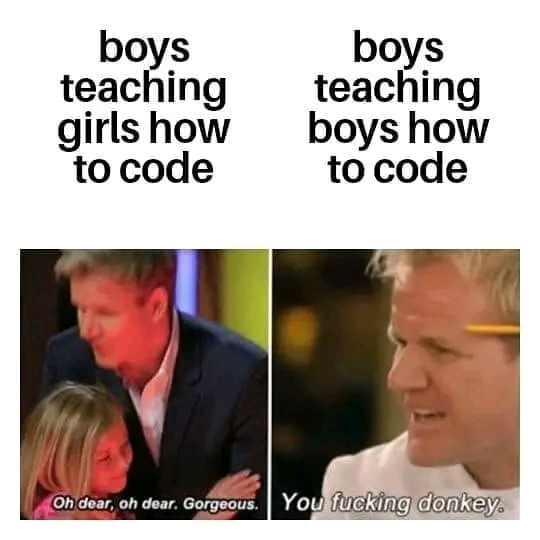 boys
teaching
girls how
to code
boys
teaching
boys how
to code
Oh dear, oh dear. Gorgeous.
You fucking donkey.